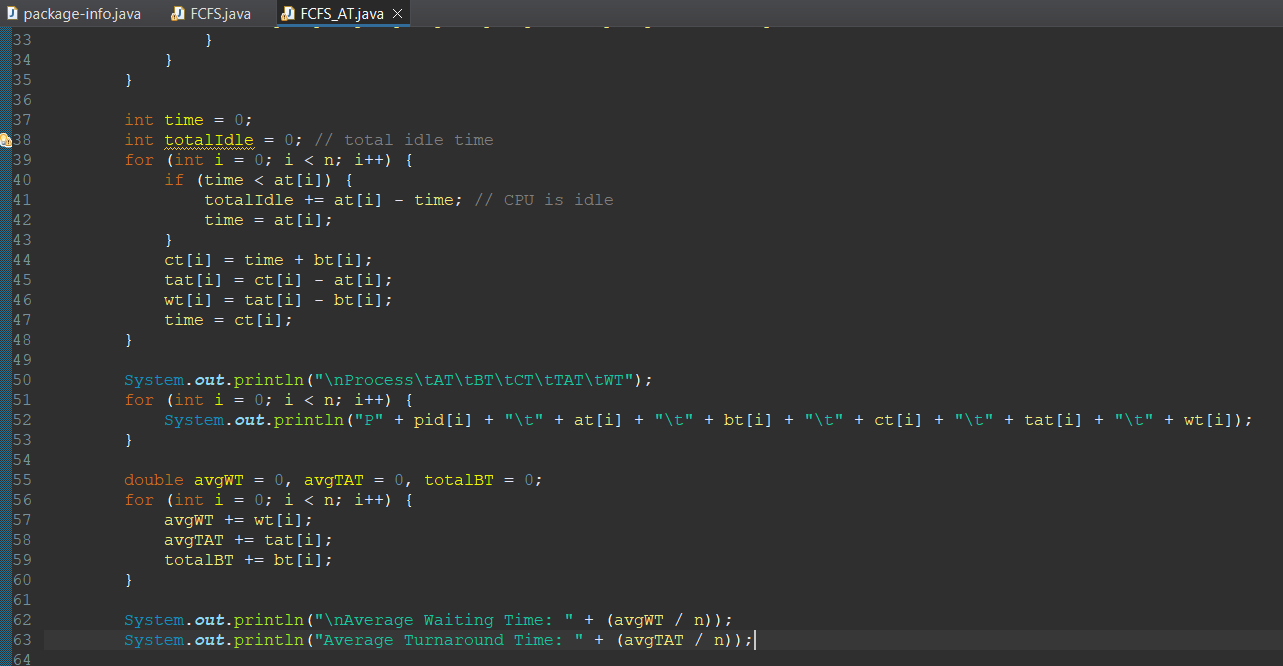 package-info.java FCFS.java FCFS_AT.java
33 }
34 }
35 }
36
37 int time = 0;
38 int totalIdle = 0; // total idle time
39 for (int i = 0; i < n; i++) {
40 if (time < at[i]) {
41 totalIdle += at[i] - time; // CPU is idle
42 time = at[i];
43 }
44 ct[i] = time + bt[i];
45 tat[i] = ct[i] - at[i];
46 wt[i] = tat[i] - bt[i];
47 time = ct[i];
48 }
49
50 System.out.println("\nProcess\tAT\tBT\tCT\tTAT\tWT");
51 for (int i = 0; i < n; i++) {
52 System.out.println("P" + pid[i] + "\t" + at[i] + "\t" + bt[i] + "\t" + ct[i] + "\t" + tat[i] + "\t" + wt[i]);
53 }
54
55 double avgWT = 0, avgTAT = 0, totalBT = 0;
56 for (int i = 0; i < n; i++) {
57 avgWT += wt[i];
58 avgTAT += tat[i];
59 totalBT += bt[i];
60 }
61
62 System.out.println("\nAverage Waiting Time: " + (avgWT / n));
63 System.out.println("Average Turnaround Time: " + (avgTAT / n));
64